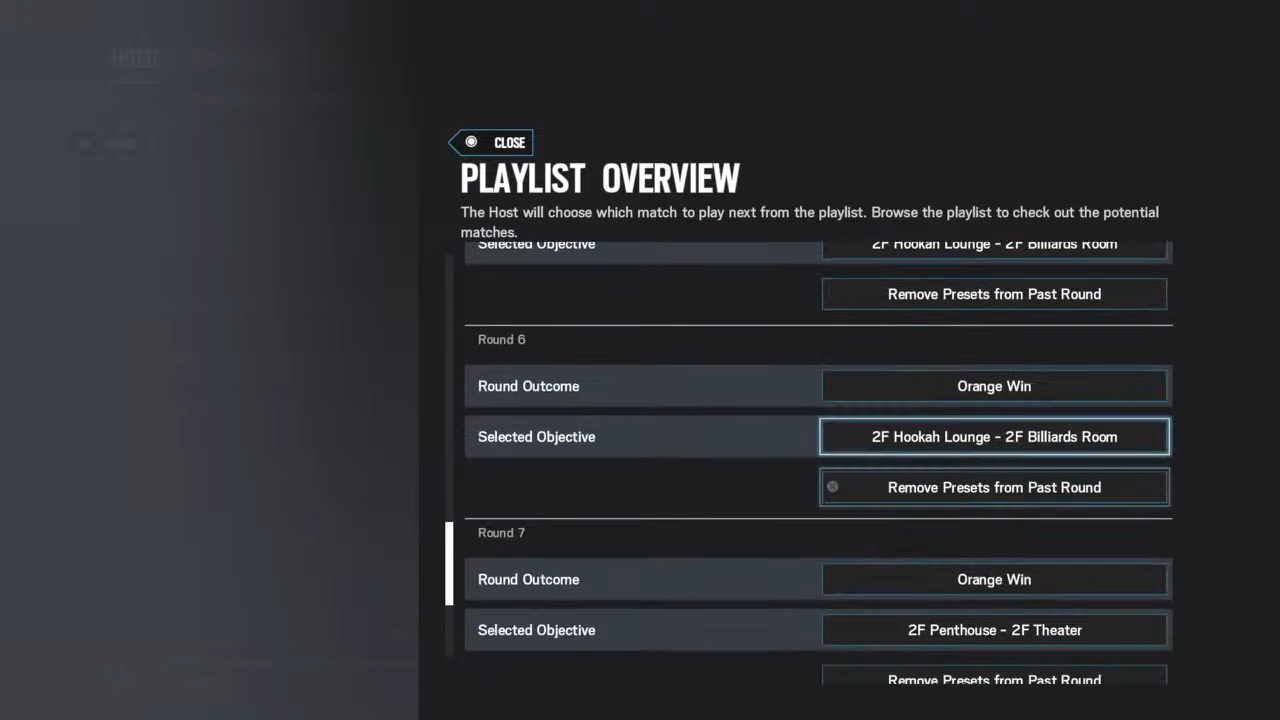 CLOSE
PLAYLIST OVERVIEW
The Host will choose which match to play next from the playlist. Browse the playlist to check out the potential
matches.
Selected Objective
2F Hookah Lounge - 2F Billiards Room
Remove Presets from Past Round
Round 6
Round Outcome
Orange Win
Selected Objective
2F Hookah Lounge - 2F Billiards Room
Remove Presets from Past Round
Round 7
Round Outcome
Orange Win
Selected Objective
2F Penthouse - 2F Theater
Remove Presets from Past Round